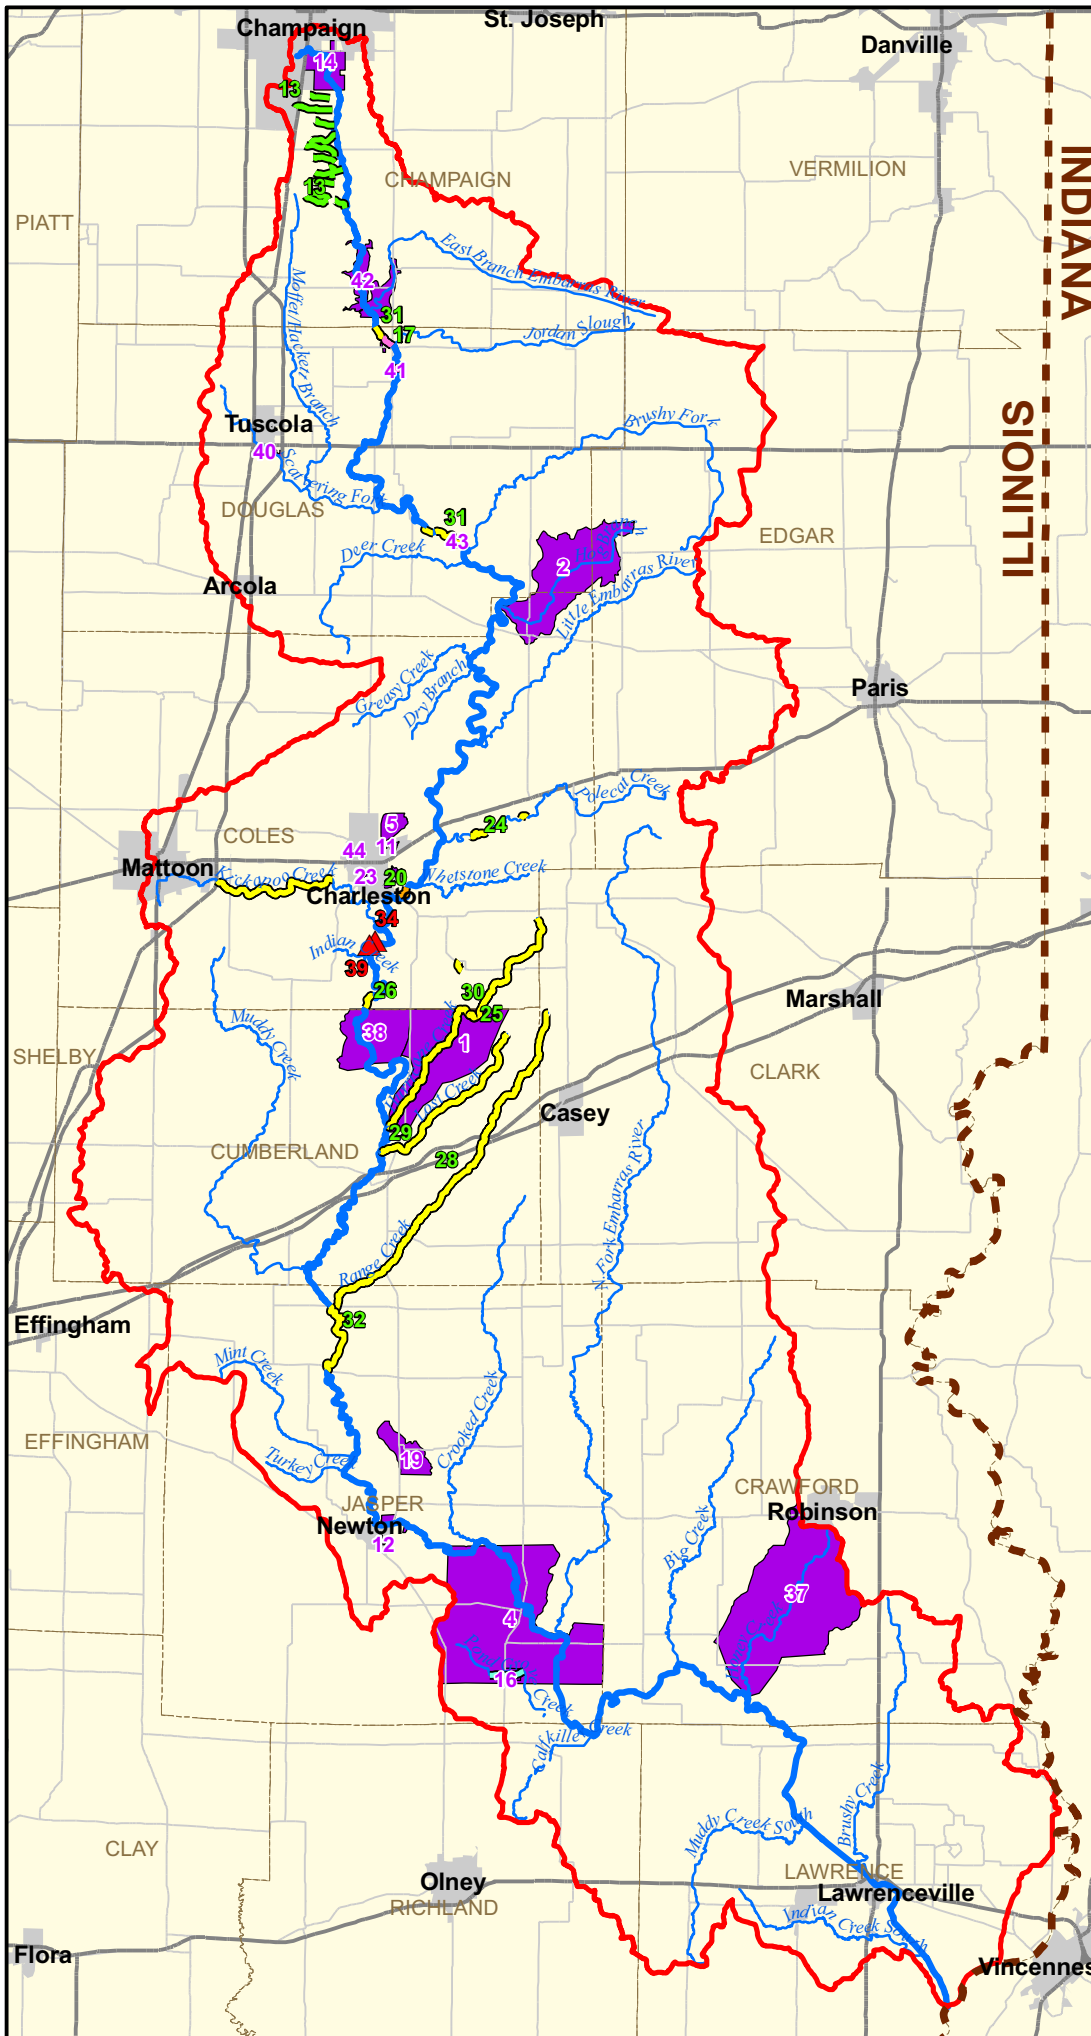 St. Joseph
Champaign
Danville
14
13
INDIANA
VERMILION
CHAMPAIGN
13
PIATT
East Branch Embarras River
42
Moffet/Hackett Branch
31
17
Jordan Slough
41
Brushy Fork
Tuscola
40
ILLINOIS
Scattering Fork
DOUGLAS
31
43
EDGAR
Deer Creek
2
Little Embarras River
Arcola
Greasy Creek
Dry Branch
Paris
Polecat Creek
5
24
COLES
44
11
Mattoon
Kickapoo Creek
23
20
Whetstone Creek
Charleston
34
Indian Creek
39
26
30
Marshall
25
Muddy Creek
38
1
SHELBY
CLARK
Lost Creek
Casey
29
CUMBERLAND
28
N. Fork Embarras River
Range Creek
32
Effingham
Mint Creek
Crooked Creek
EFFINGHAM
Turkey Creek
19
JASPER
CRAWFORD
Robinson
Newton
12
Big Creek
37
4
16
Creek
Calfkiller Creek
Muddy Creek South
Brushy Creek
CLAY
LAWRENCE
Olney
Lawrenceville
RICHLAND
Indian Creek South
Flora
Vincennes